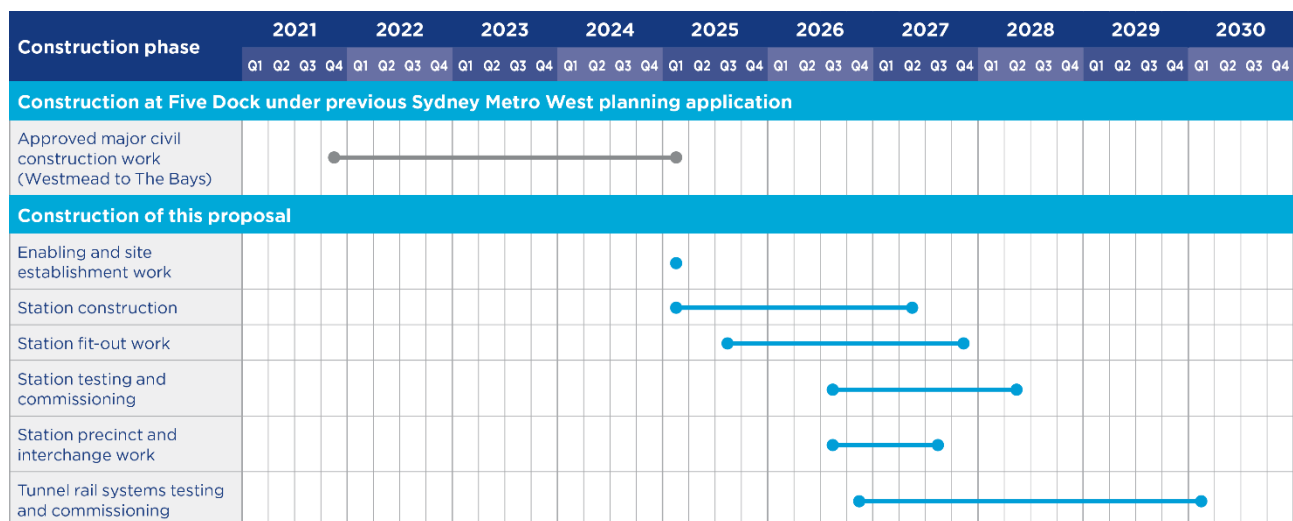 Construction phase
2021 2022 2023 2024 2025 2026 2027 2028 2029 2030
Q1 Q2 Q3 Q4 Q1 Q2 Q3 Q4 Q1 Q2 Q3 Q4 Q1 Q2 Q3 Q4 Q1 Q2 Q3 Q4 Q1 Q2 Q3 Q4 Q1 Q2 Q3 Q4 Q1 Q2 Q3 Q4 Q1 Q2 Q3 Q4 Q1 Q2 Q3 Q4
Construction at Five Dock under previous Sydney Metro West planning application
Approved major civil
construction work
(Westmead to The Bays)
Construction of this proposal
Enabling and site
establishment work
Station construction
Station fit-out work
Station testing and
commissioning
Station precinct and
interchange work
Tunnel rail systems testing
and commissioning